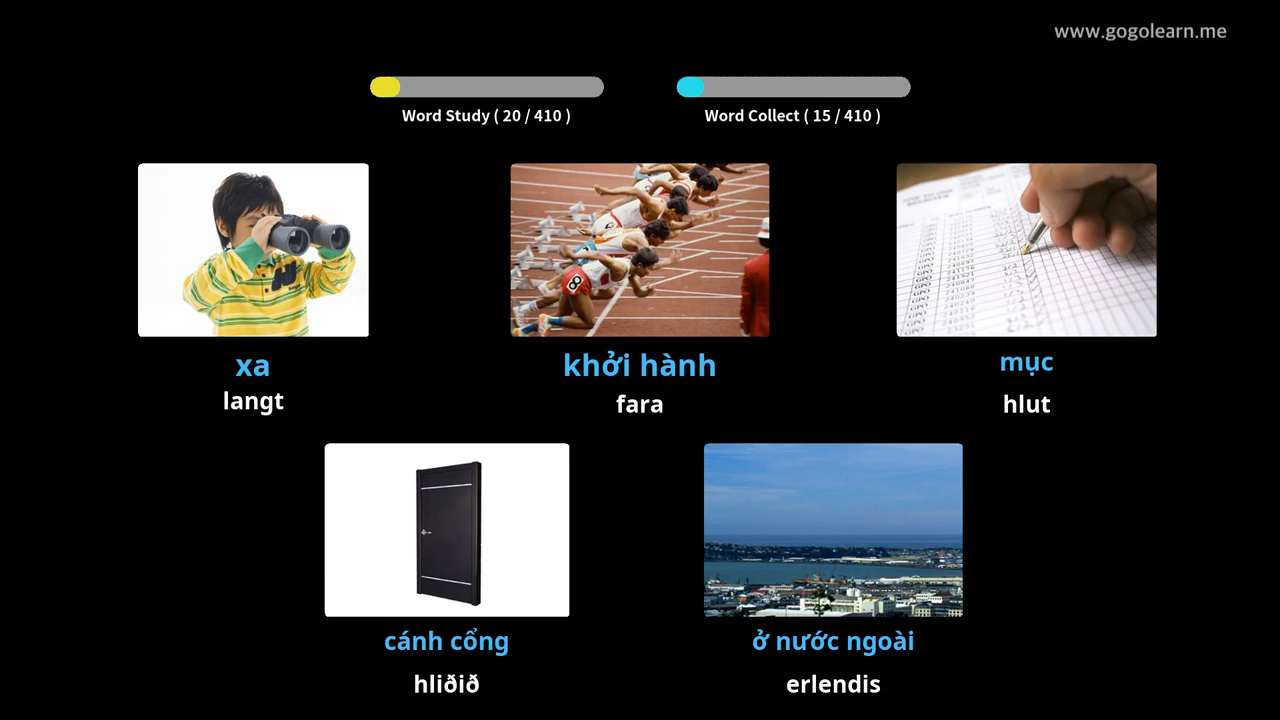 www.gogolearn.me
Word Study ( 20 / 410 )
Word Collect ( 15 / 410 )
xa
langt
khởi hành
fara
mục
hlut
cánh cổng
hliðið
ở nước ngoài
erlendis